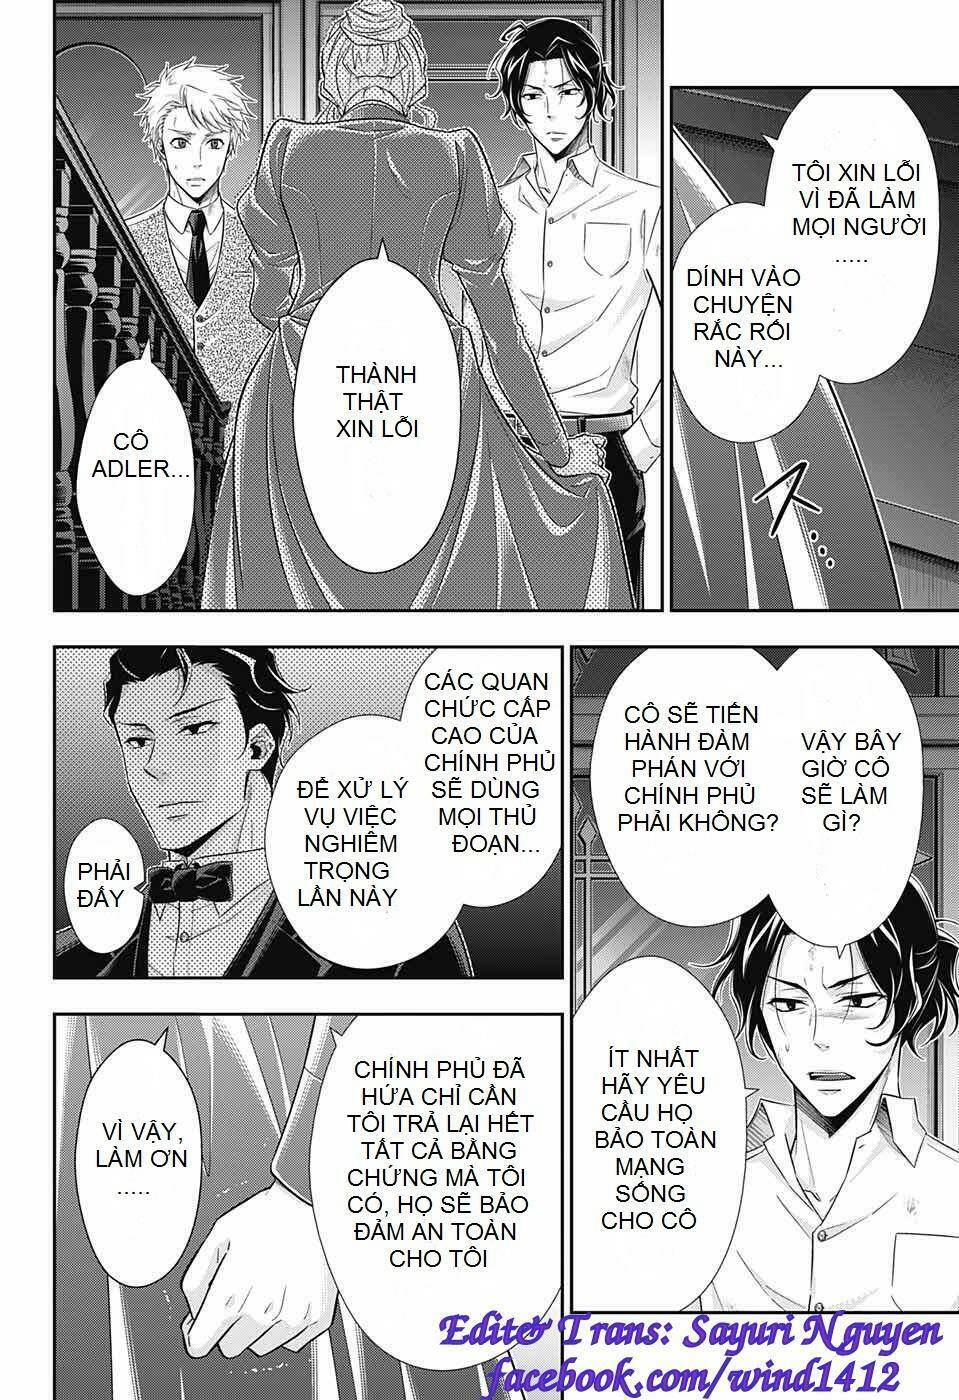 TÔI XIN LỖI
VÌ ĐÃ LÀM
MỌI NGƯỜI
.....
DÍNH VÀO
CHUYỆN
RẮC RỐI
NÀY...
THÀNH
THẬT
XIN LỖI
CÔ
ADLER...
VẬY BÂY
GIỜ CÔ
SẼ LÀM
GÌ?
CÔ SẼ TIẾN
HÀNH ĐÀM
PHÁN VỚI
CHÍNH PHỦ
PHẢI KHÔNG?
ÍT NHẤT
HÃY YÊU
CẦU HỌ
BẢO TOÀN
MẠNG
SỐNG
CHO CÔ
CÁC QUAN
CHỨC CẤP
CAO CỦA
CHÍNH PHỦ
SẼ DÙNG
MỌI THỦ
ĐOẠN...
ĐỂ XỬ LÝ
VỤ VIỆC
NGHIÊM
TRỌNG
LẦN NÀY
PHẢI
ĐẤY
CHÍNH PHỦ ĐÃ
HỨA CHỈ CẦN
TÔI TRẢ LẠI HẾT
TẤT CẢ BẰNG
CHỨNG MÀ TÔI
CÓ, HỌ SẼ BẢO
ĐẢM AN TOÀN
CHO TÔI
VÌ VẬY,
LÀM ƠN
.....
Edit& Trans: Sayuri Nguyen
facebook.com/wind1412